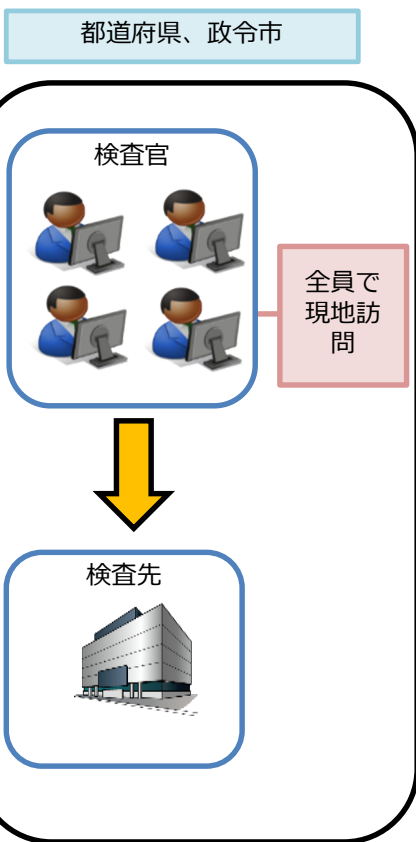 都道府県、政令市
検査官
全員で
現地訪
問
検査先